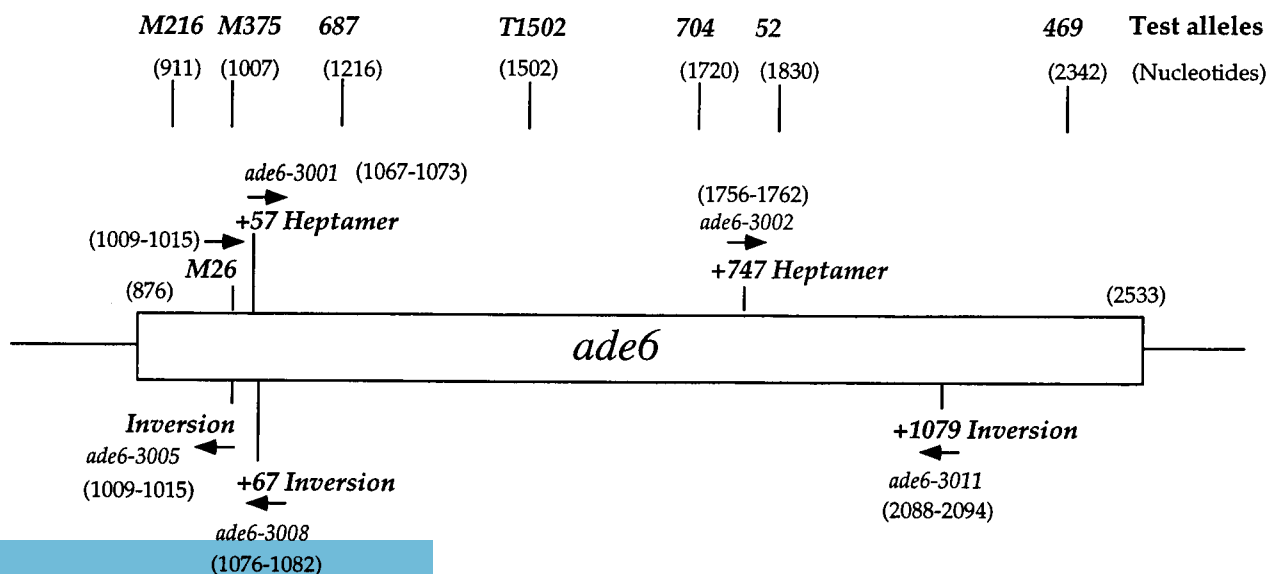 M216 M375 687 T1502 704 52 469 Test alleles
(911) (1007) (1216) (1502) (1720) (1830) (2342) (Nucleotides)
ade6-3001 (1067-1073)
+57 Heptamer
(1756-1762)
ade6-3002
+747 Heptamer
(1009-1015)
M26
(876)
(2533)
ade6
Inversion
ade6-3005
(1009-1015)
+67 Inversion
ade6-3008
(1076-1082)
+1079 Inversion
ade6-3011
(2088-2094)